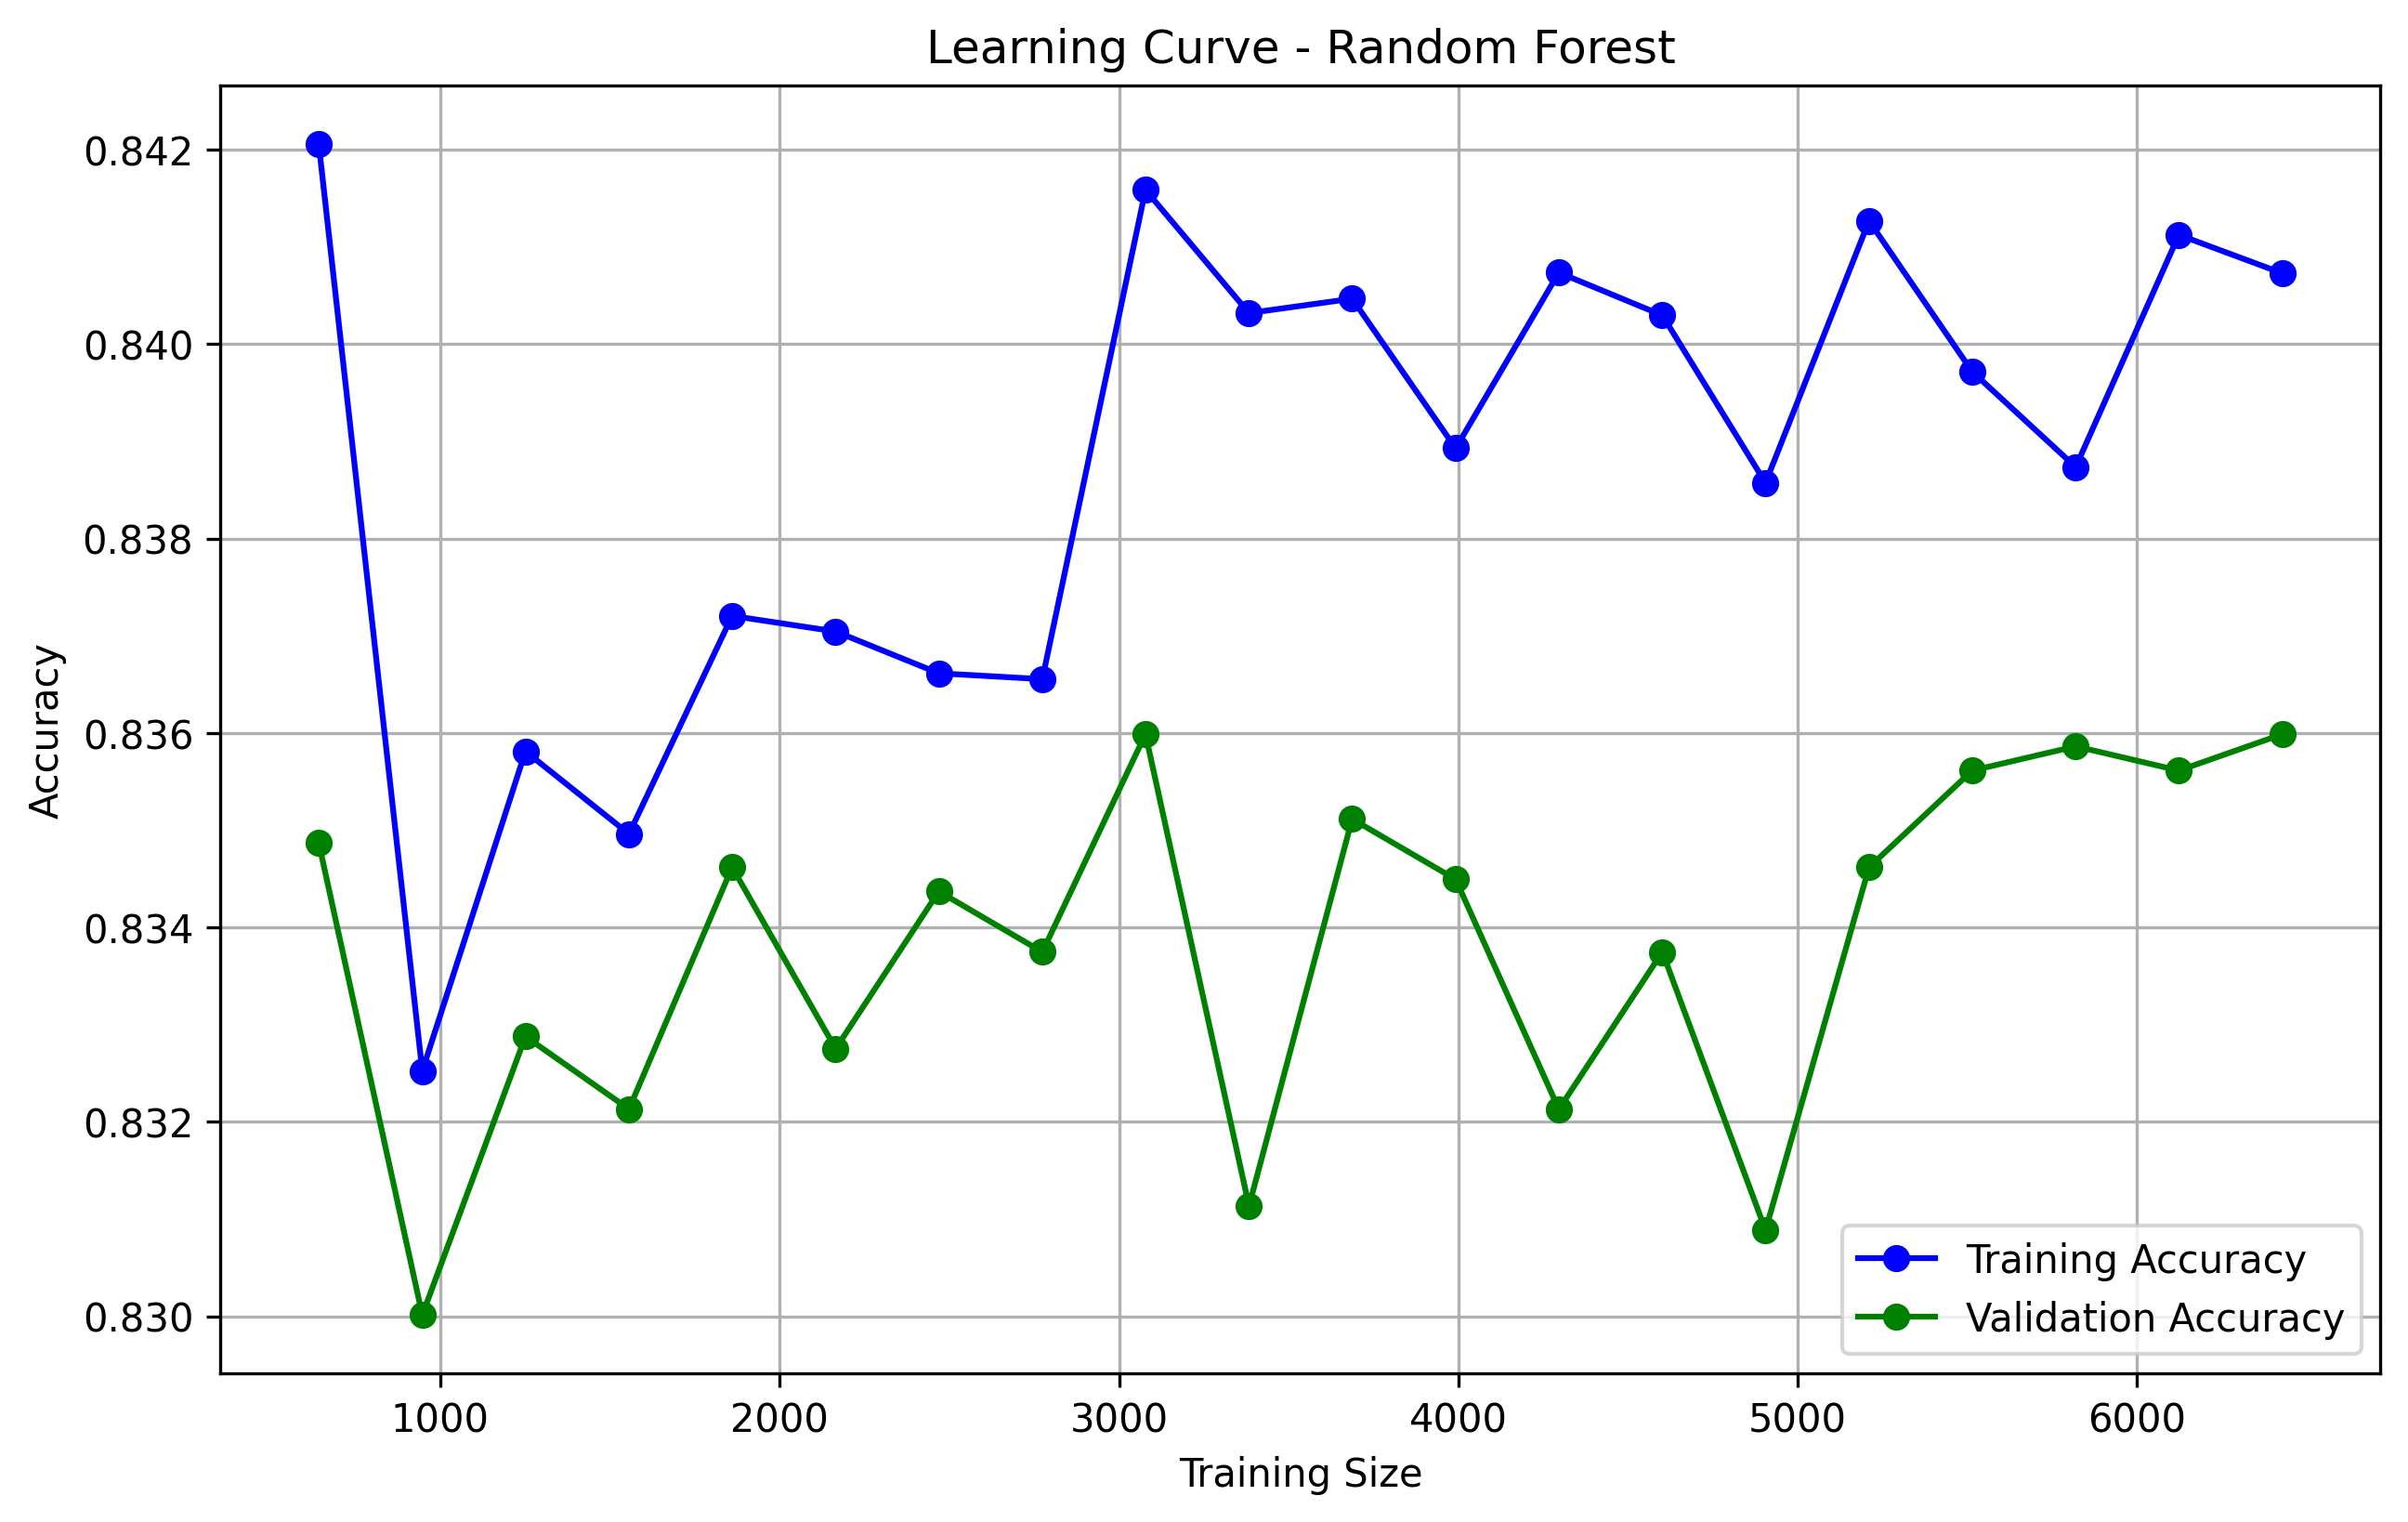 Learning Curve - Random Forest
0.842
0.840
0.838
0.836
0.834
0.832
0.830
Accuracy
1000 2000 3000 4000 5000 6000
Training Size
Training Accuracy
Validation Accuracy